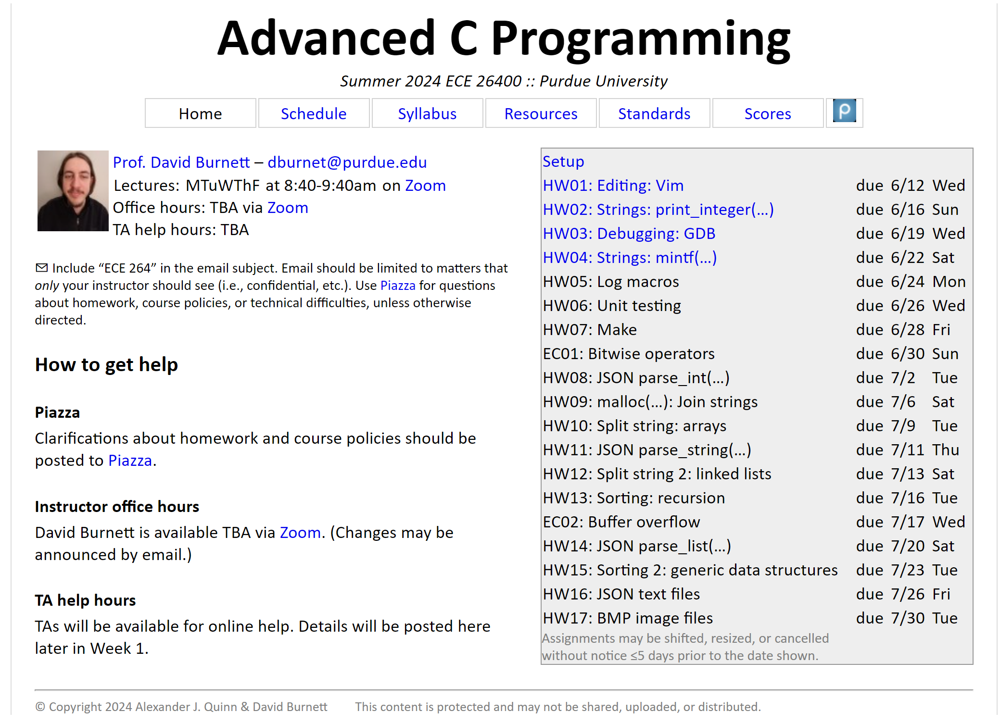 Advanced C Programming
Summer 2024 ECE 26400 :: Purdue University
Home Schedule Syllabus Resources Standards Scores p
Prof. David Burnett – dburnet@purdue.edu
Lectures: MTuWThF at 8:40-9:40am on Zoom
Office hours: TBA via Zoom
TA help hours: TBA
Include “ECE 264” in the email subject. Email should be limited to matters that
only your instructor should see (i.e., confidential, etc.). Use Piazza for questions
about homework, course policies, or technical difficulties, unless otherwise
directed.
How to get help
Piazza
Clarifications about homework and course policies should be
posted to Piazza.
Instructor office hours
David Burnett is available TBA via Zoom. (Changes may be
announced by email.)
TA help hours
TAs will be available for online help. Details will be posted here
later in Week 1.
Setup
HW01: Editing: Vim due 6/12 Wed
HW02: Strings: print_integer(…) due 6/16 Sun
HW03: Debugging: GDB due 6/19 Wed
HW04: Strings: mintf(…) due 6/22 Sat
HW05: Log macros due 6/24 Mon
HW06: Unit testing due 6/26 Wed
HW07: Make due 6/28 Fri
EC01: Bitwise operators due 6/30 Sun
HW08: JSON parse_int(…) due 7/2 Tue
HW09: malloc(…): Join strings due 7/6 Sat
HW10: Split string: arrays due 7/9 Tue
HW11: JSON parse_string(…) due 7/11 Thu
HW12: Split string 2: linked lists due 7/13 Sat
HW13: Sorting: recursion due 7/16 Tue
EC02: Buffer overflow due 7/17 Wed
HW14: JSON parse_list(…) due 7/20 Sat
HW15: Sorting 2: generic data structures due 7/23 Tue
HW16: JSON text files due 7/26 Fri
HW17: BMP image files due 7/30 Tue
Assignments may be shifted, resized, or cancelled
without notice ≤5 days prior to the date shown.
© Copyright 2024 Alexander J. Quinn & David Burnett This content is protected and may not be shared, uploaded, or distributed.